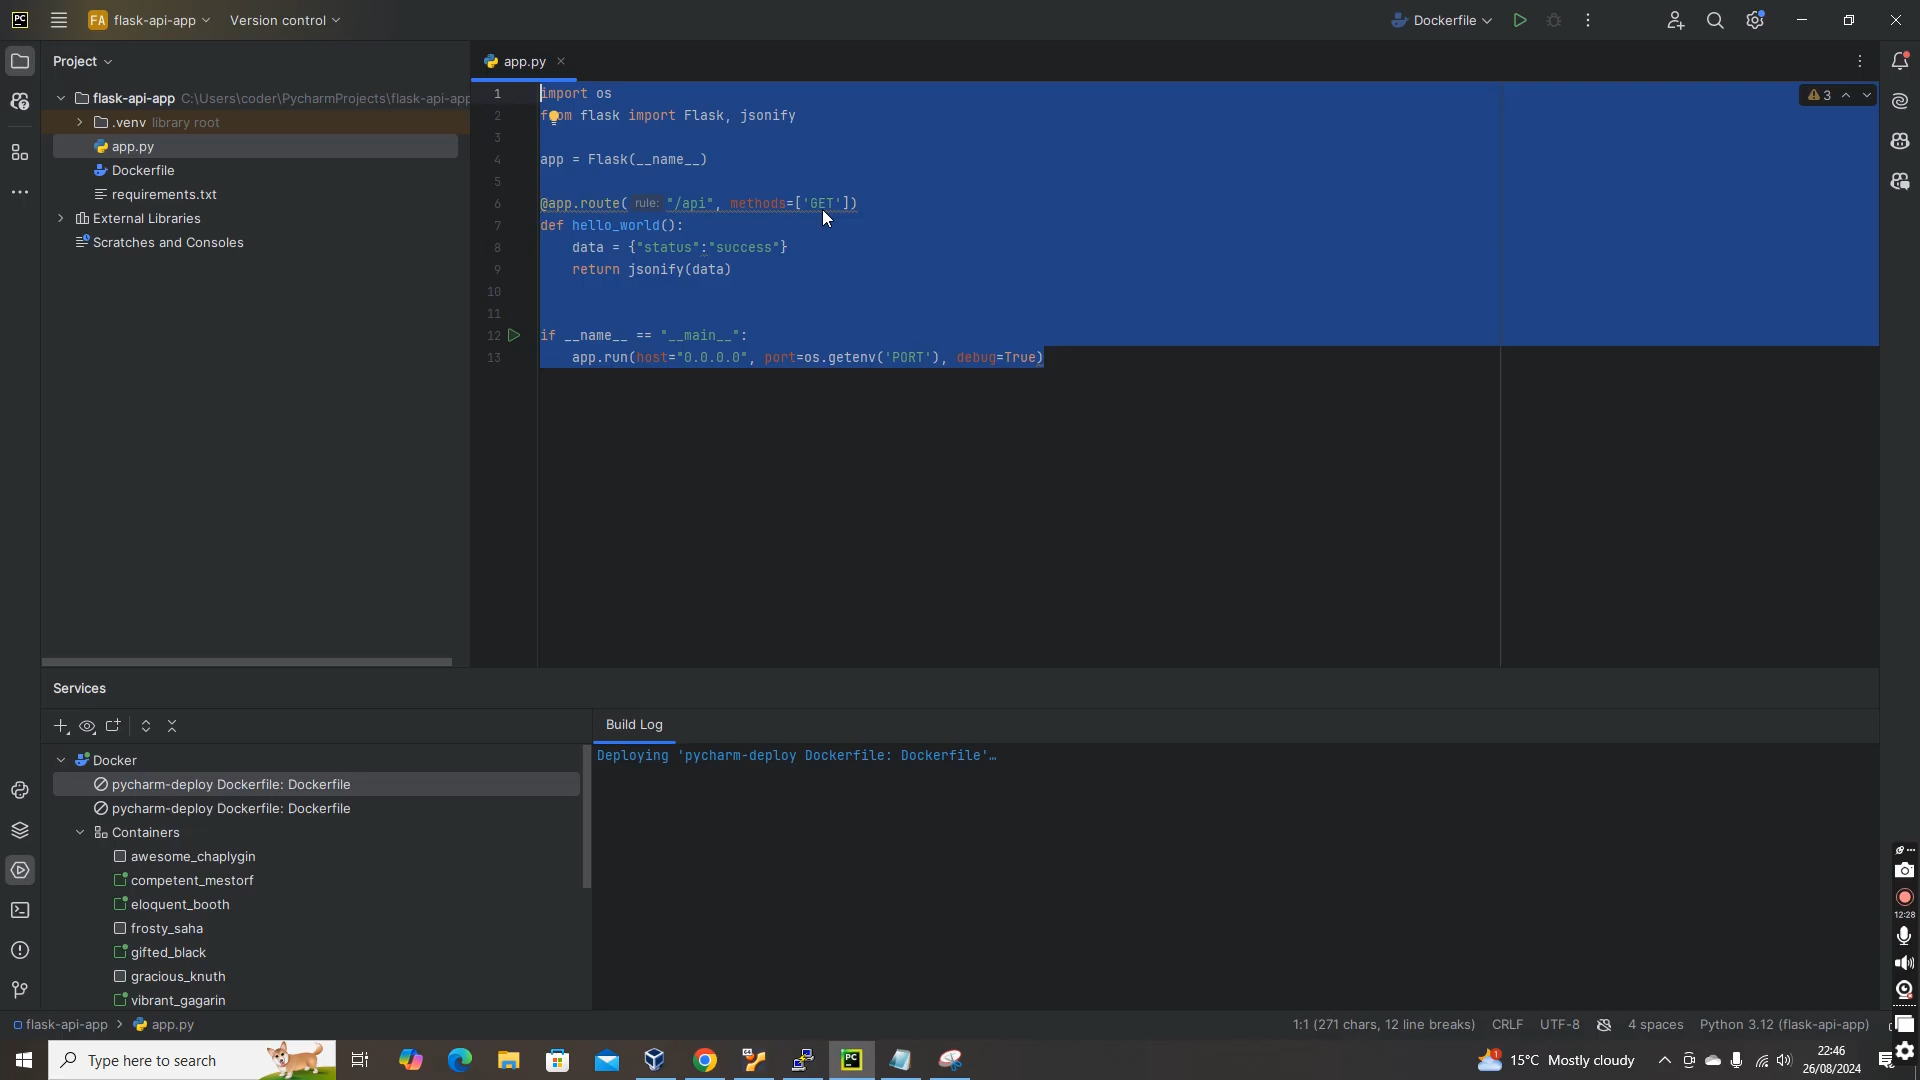 PC
FA flask-api-app
Version control
Dockerfile
Project
app.py
flask-api-app C:\Users\coder\PycharmProjects\flask-api-app
.venv library root
app.py
Dockerfile
requirements.txt
External Libraries
Scratches and Consoles
3
1 import os
2 from flask import Flask, jsonify
3
4 app = Flask(__name__)
5
6 @app.route( rule: "/api", methods=['GET'])
7 def hello_world():
8 data = {"status":"success"}
9 return jsonify(data)
10
11
12 if __name__ == "__main__":
13 app.run(host="0.0.0.0", port=os.getenv('PORT'), debug=True)
Services
Build Log
Docker
pycharm-deploy Dockerfile: Dockerfile
pycharm-deploy Dockerfile: Dockerfile
Containers
awesome_chaplygin
competent_mestorf
eloquent_booth
frosty_saha
gifted_black
gracious_knuth
vibrant_gagarin
Deploying 'pycharm-deploy Dockerfile: Dockerfile'…
12:28
flask-api-app
app.py
1:1 (271 chars, 12 line breaks)
CRLF
UTF-8
4 spaces
Python 3.12 (flask-api-app)
Type here to search
PC
1
15°C Mostly cloudy
22:46
26/08/2024